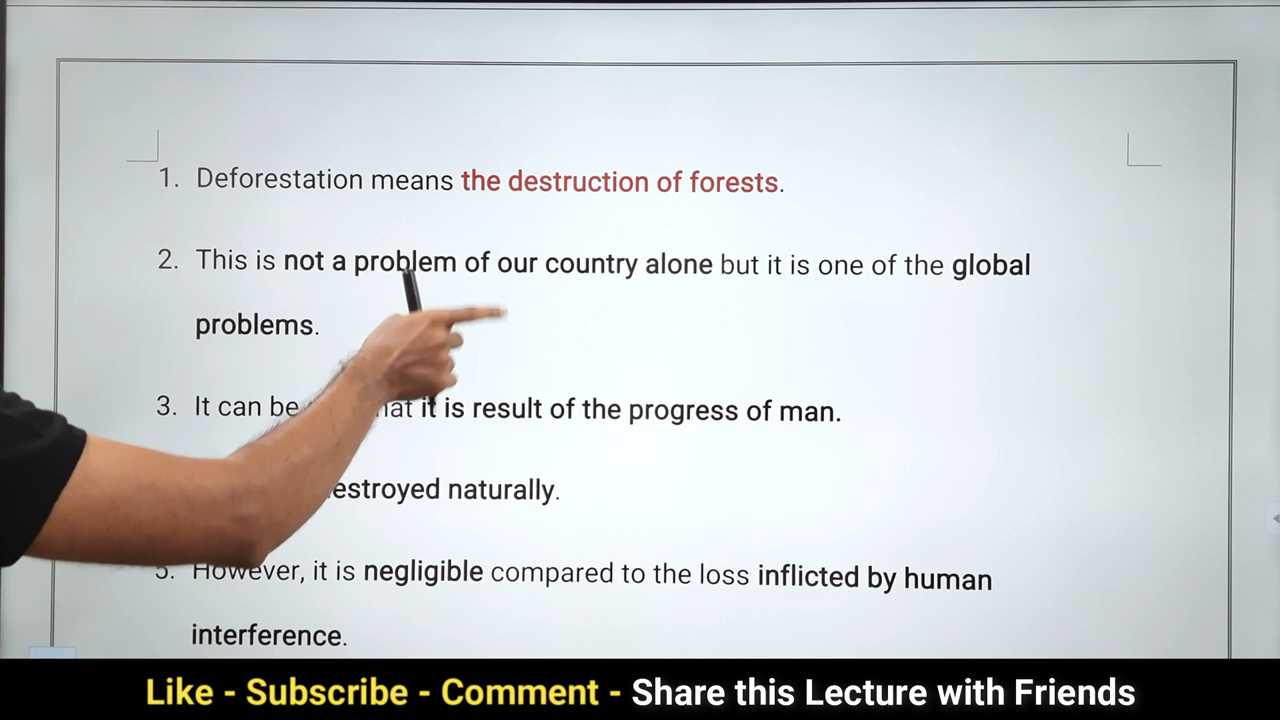 1. Deforestation means the destruction of forests.
2. This is not a problem of our country alone but it is one of the global
problems.
3. It can be that it is result of the progress of man.
destroyed naturally.
5. However, it is negligible compared to the loss inflicted by human
interference.
Like - Subscribe - Comment - Share this Lecture with Friends